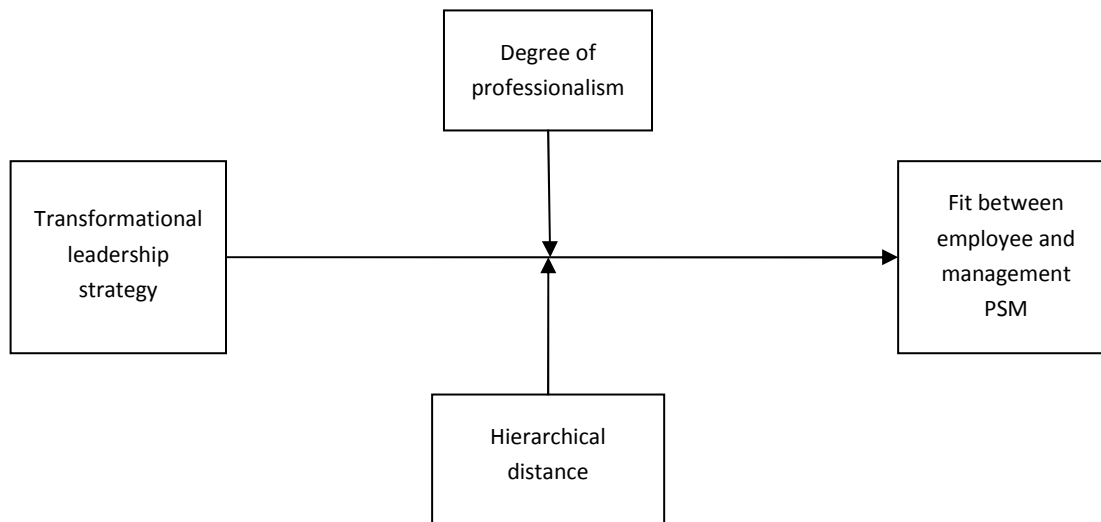 Degree of
professionalism
Transformational
leadership
strategy
Fit between
employee and
management
PSM
Hierarchical
distance